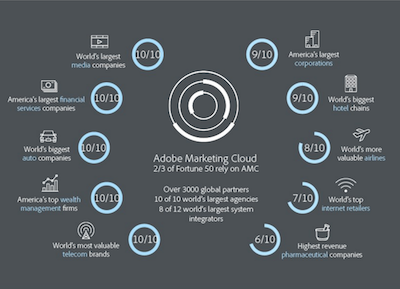 World's largest
media companies
10/10
America's largest financial
services companies
10/10
World's biggest
auto companies
10/10
America's top wealth
management firms
10/10
World's most valuable
telecom brands
10/10
Adobe Marketing Cloud
2/3 of Fortune 50 rely on AMC
Over 3000 global partners
10 of 10 world's largest agencies
8 of 12 world's largest system
integrators
9/10
America's largest
corporations
9/10
World's biggest
hotel chains
8/10
World's more
valuable airlines
7/10
World's top
internet retailers
6/10
Highest revenue
pharmaceutical companies